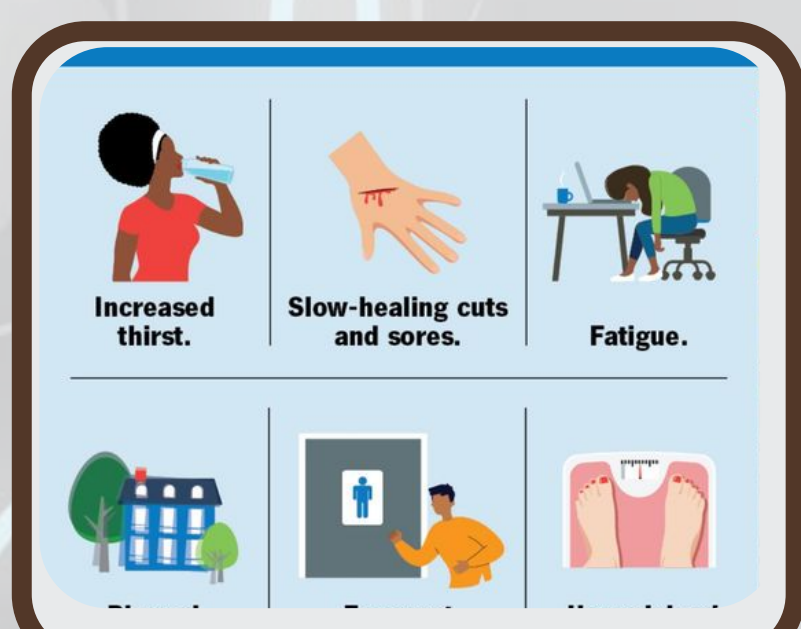 Increased
thirst.
Slow-healing cuts
and sores.
Fatigue.